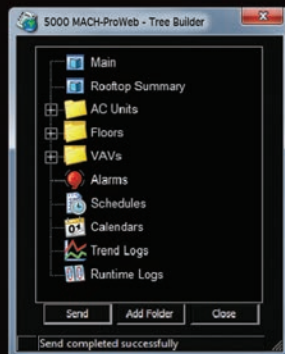 5000 MACH-ProWeb - Tree Builder
Main
Rooftop Summary
AC Units
Floors
VAVs
Alarms
Schedules
Calendars
Trend Logs
Runtime Logs
Send Add Folder Close
Send completed successfully